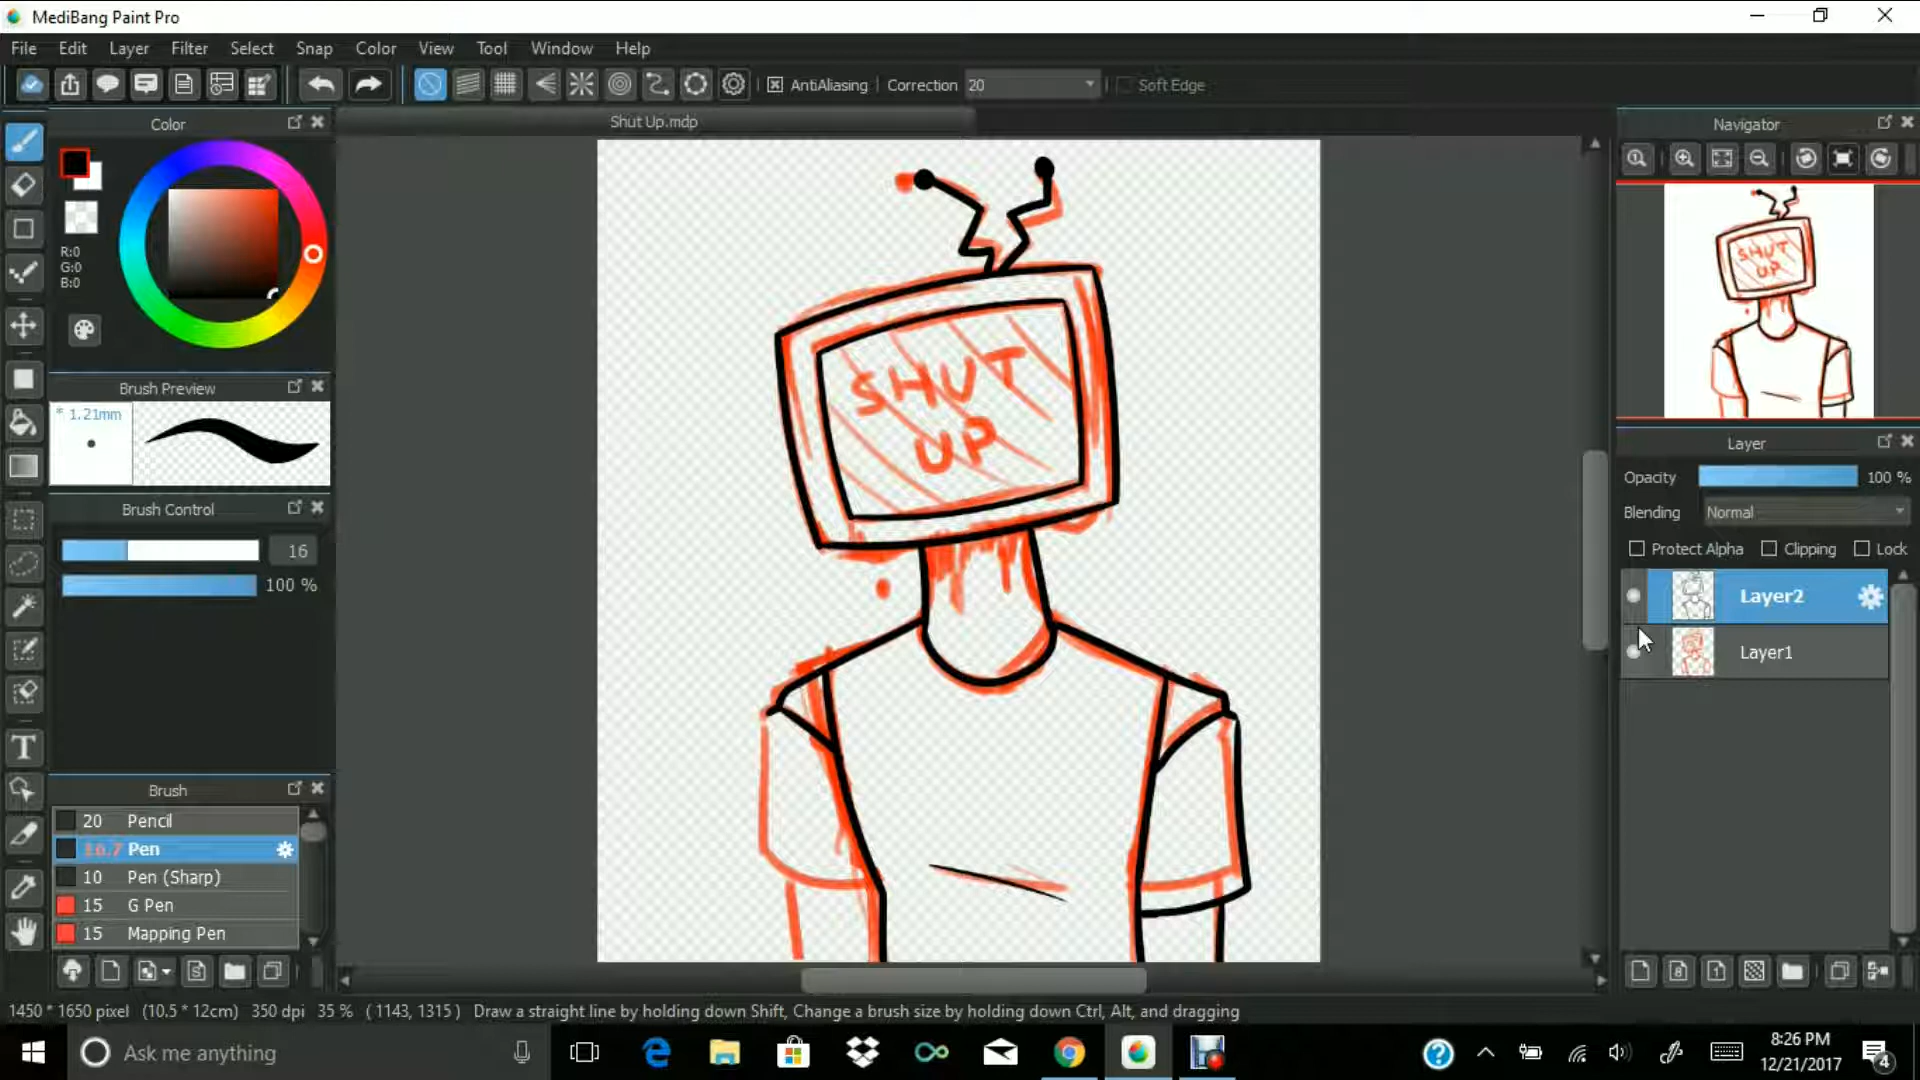 MediBang Paint Pro
File Edit Layer Filter Select Snap Color View Tool Window Help
AntiAliasing Correction 20 Soft Edge
Color
Shut Up.mdp
Navigator
R:0
G:0
B:0
SHUT
UP
SHUT
UP
Brush Preview
* 1.21mm
Brush Control
16
100 %
Layer
Opacity 100 %
Blending Normal
Protect Alpha Clipping Lock
Layer2
Layer1
Brush
20 Pencil
Pen
10 Pen (Sharp)
15 G Pen
15 Mapping Pen
1450 * 1650 pixel (10.5 * 12cm) 350 dpi 35 % ( 1143, 1315 ) Draw a straight line by holding down Shift, Change a brush size by holding down Ctrl, Alt, and dragging
Ask me anything
8:26 PM
12/21/2017
4